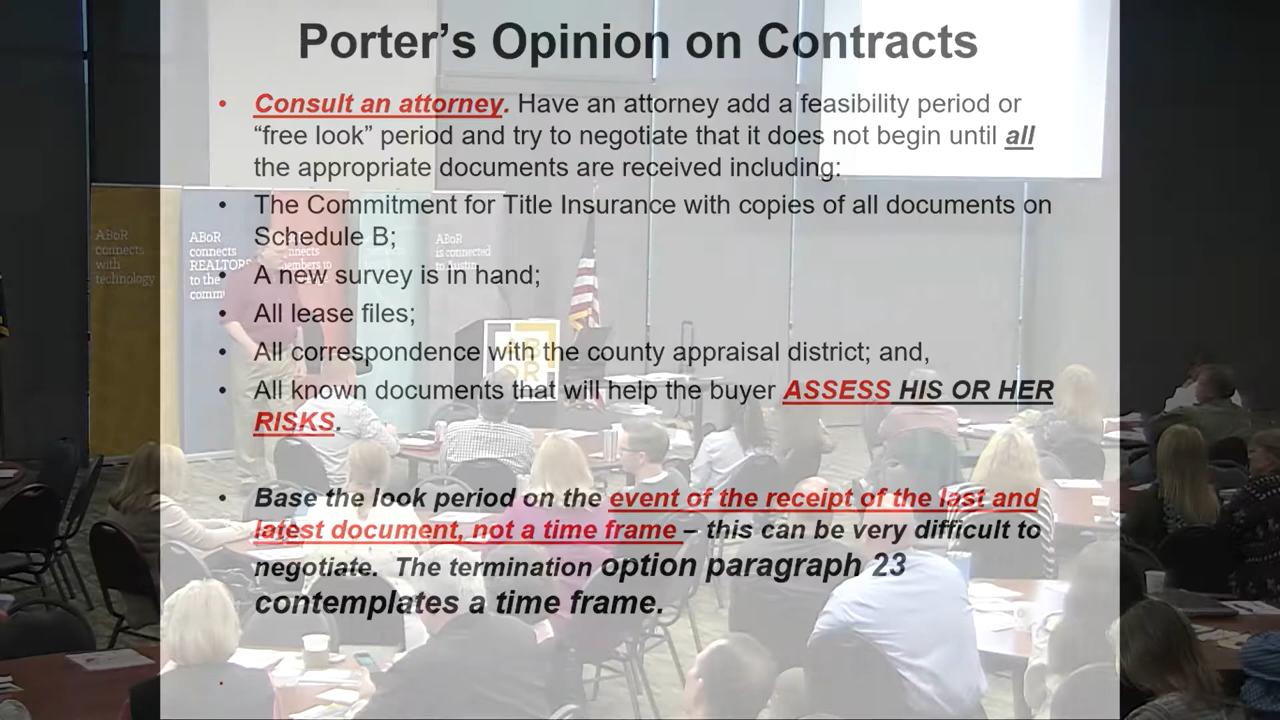 Porter’s Opinion on Contracts
• Consult an attorney. Have an attorney add a feasibility period or
“free look” period and try to negotiate that it does not begin until all
the appropriate documents are received including:
• The Commitment for Title Insurance with copies of all documents on
Schedule B;
• A new survey is in hand;
• All lease files;
• All correspondence with the county appraisal district; and,
• All known documents that will help the buyer ASSESS HIS OR HER
RISKS.
• Base the look period on the event of the receipt of the last and
latest document, not a time frame – this can be very difficult to
negotiate. The termination option paragraph 23
contemplates a time frame.
ABoR
connects
with
technology
ABoR
connects
REALTORS
to the
ABoR
is connected
to Austin